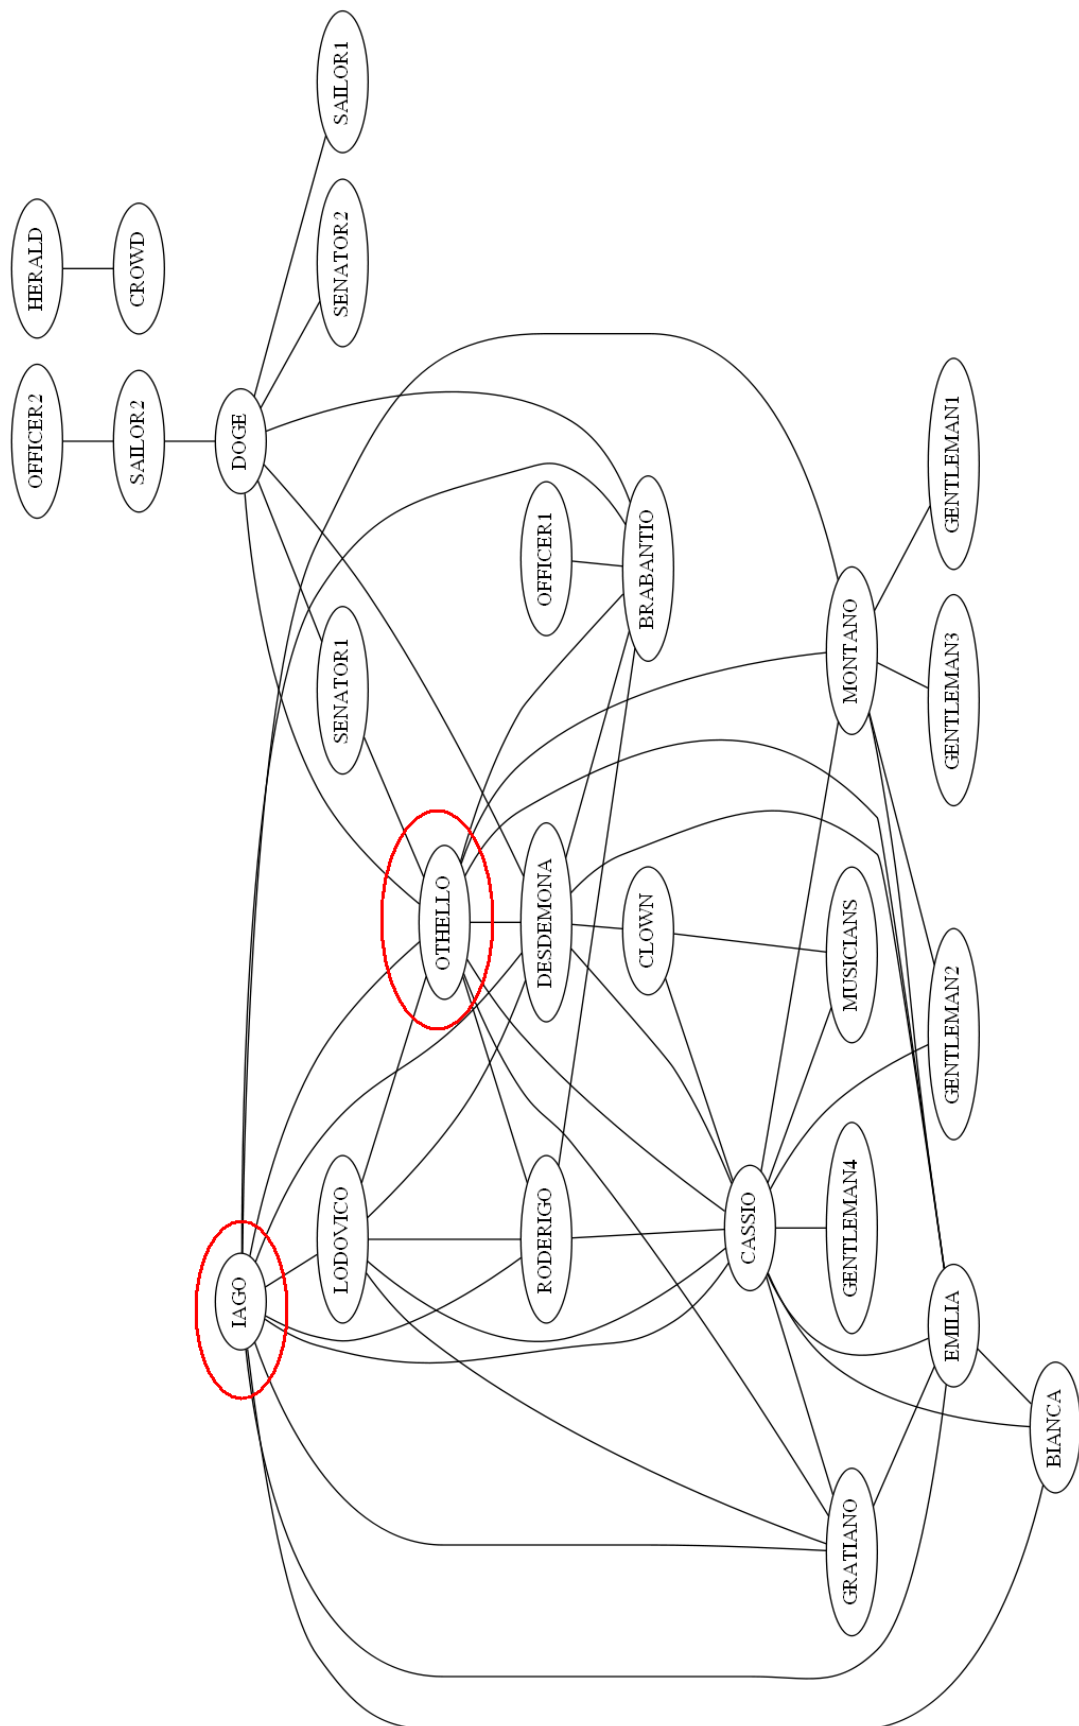 HERALD
OFFICER2
CROWD
SAILOR2
DOGE
IAGO
SAILOR1
SENATOR2
SENATOR1
LODOVICO
OTHELLO
OFFICER1
DESDEMONA
RODERIGO
BRABANTIO
CLOWN
CASSIO
MONTANO
MUSICIANS
GENTLEMAN4
GRATIANO
GENTLEMAN1
GENTLEMAN3
GENTLEMAN2
EMILIA
BIANCA